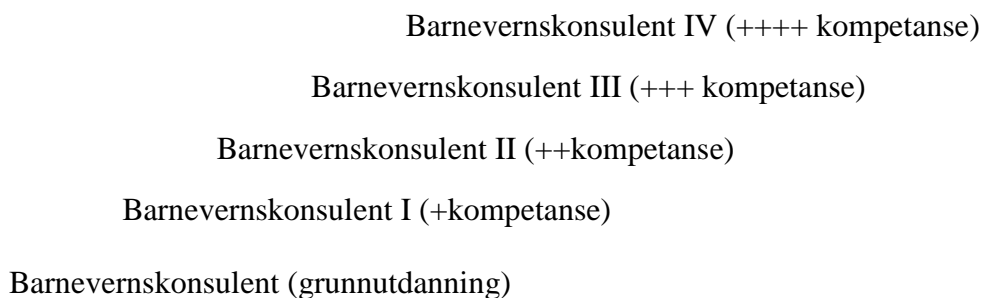 Barnevernskonsulent IV (++++ kompetanse)
Barnevernskonsulent III (+++ kompetanse)
Barnevernskonsulent II (++kompetanse)
Barnevernskonsulent I (+kompetanse)
Barnevernskonsulent (grunnutdanning)